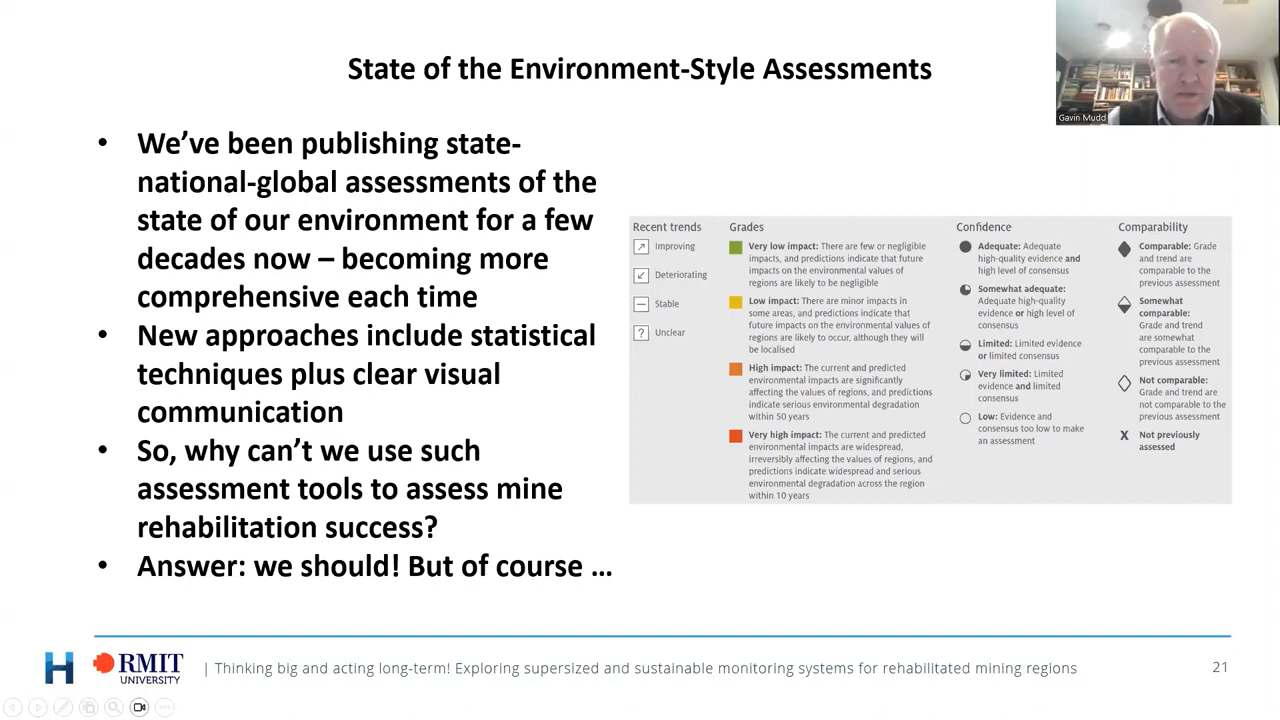 State of the Environment-Style Assessments
Gavin Mudd
• We've been publishing state-
national-global assessments of the
state of our environment for a few
decades now – becoming more
comprehensive each time
• New approaches include statistical
techniques plus clear visual
communication
• So, why can't we use such
assessment tools to assess mine
rehabilitation success?
• Answer: we should! But of course …
Recent trends
Improving
Deteriorating
Stable
? Unclear
Grades
Very low impact: There are few or negligible
impacts, and predictions indicate that future
impacts on the environmental values of
regions are likely to be negligible
Low impact: There are minor impacts in
some areas, and predictions indicate that
future impacts on the environmental values of
regions are likely to occur, although they will
be localised
High impact: The current and predicted
environmental impacts are significantly
affecting the values of regions, and predictions
indicate serious environmental degradation
within 50 years
Very high impact: The current and predicted
environmental impacts are widespread,
irreversibly affecting the values of regions, and
predictions indicate widespread and serious
environmental degradation across the region
within 10 years
Confidence
Adequate: Adequate
high-quality evidence and
high level of consensus
Somewhat adequate:
Adequate high-quality
evidence or high level of
consensus
Limited: Limited evidence
or limited consensus
Very limited: Limited
evidence and limited
consensus
Low: Evidence and
consensus too low to make
an assessment
Comparability
Comparable: Grade
and trend are
comparable to the
previous assessment
Somewhat
comparable:
Grade and trend
are somewhat
comparable to the
previous assessment
Not comparable:
Grade and trend are
not comparable to the
previous assessment
X Not previously
assessed
H
RMIT
UNIVERSITY
| Thinking big and acting long-term! Exploring supersized and sustainable monitoring systems for rehabilitated mining regions
21